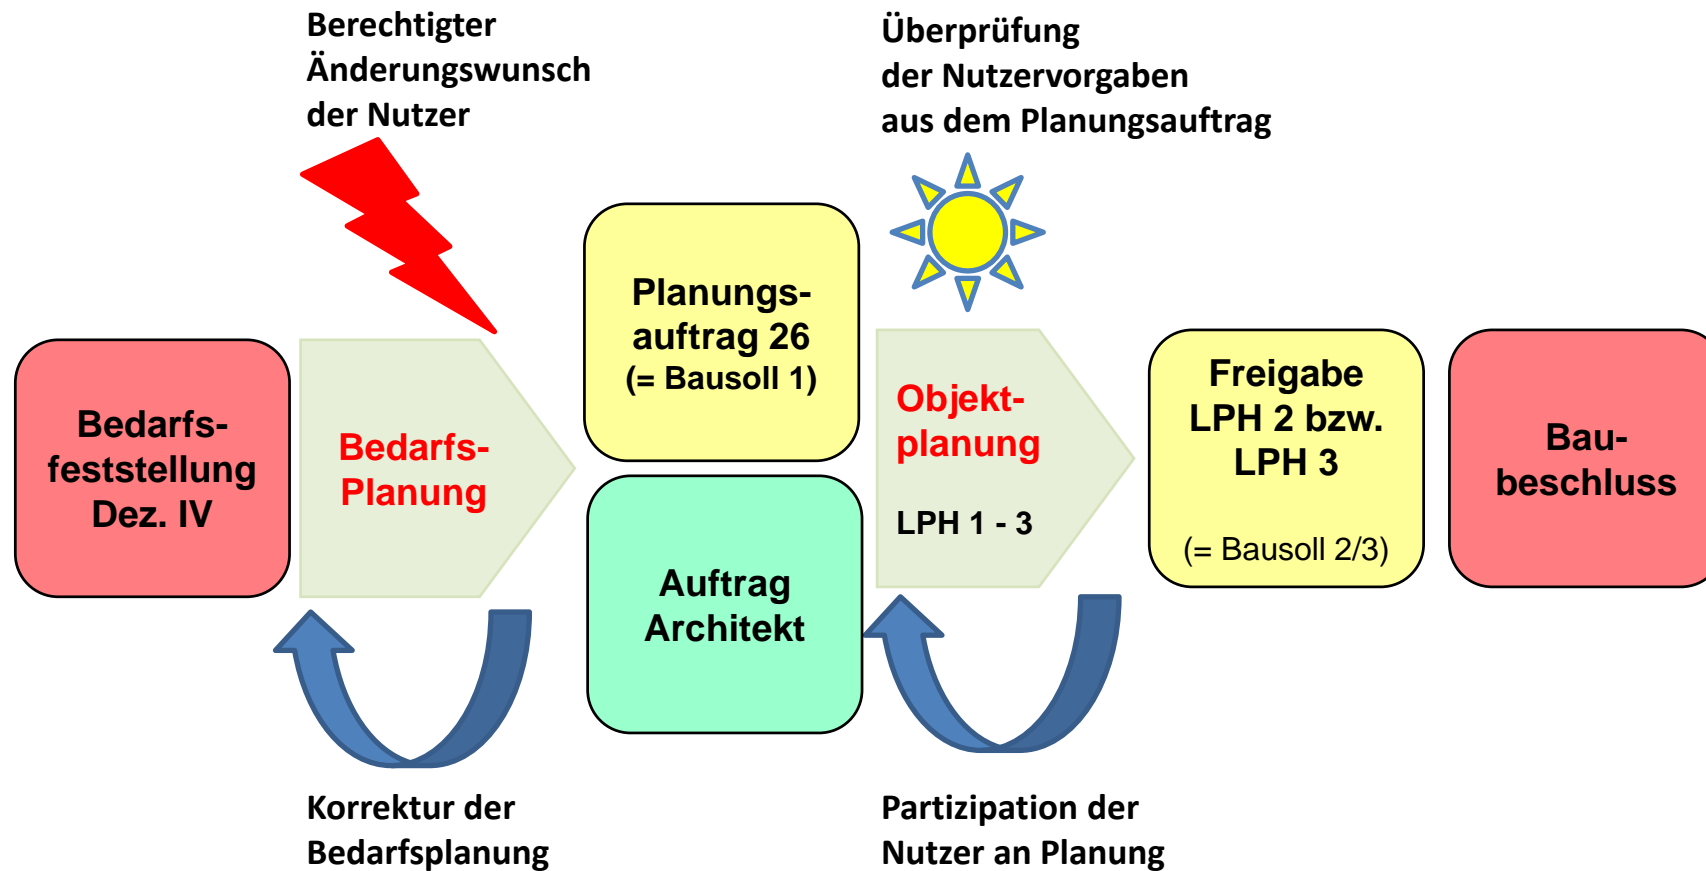 Berechtigter
Änderungswunsch
der Nutzer
Überprüfung
der Nutzervorgaben
aus dem Planungsauftrag
Bedarfs-
feststellung
Dez. IV
Bedarfs-
Planung
Planungs-
auftrag 26
(= Bausoll 1)
Auftrag
Architekt
Objekt-
planung
LPH 1 - 3
Freigabe
LPH 2 bzw.
LPH 3
(= Bausoll 2/3)
Bau-
beschluss
Korrektur der
Bedarfsplanung
Partizipation der
Nutzer an Planung